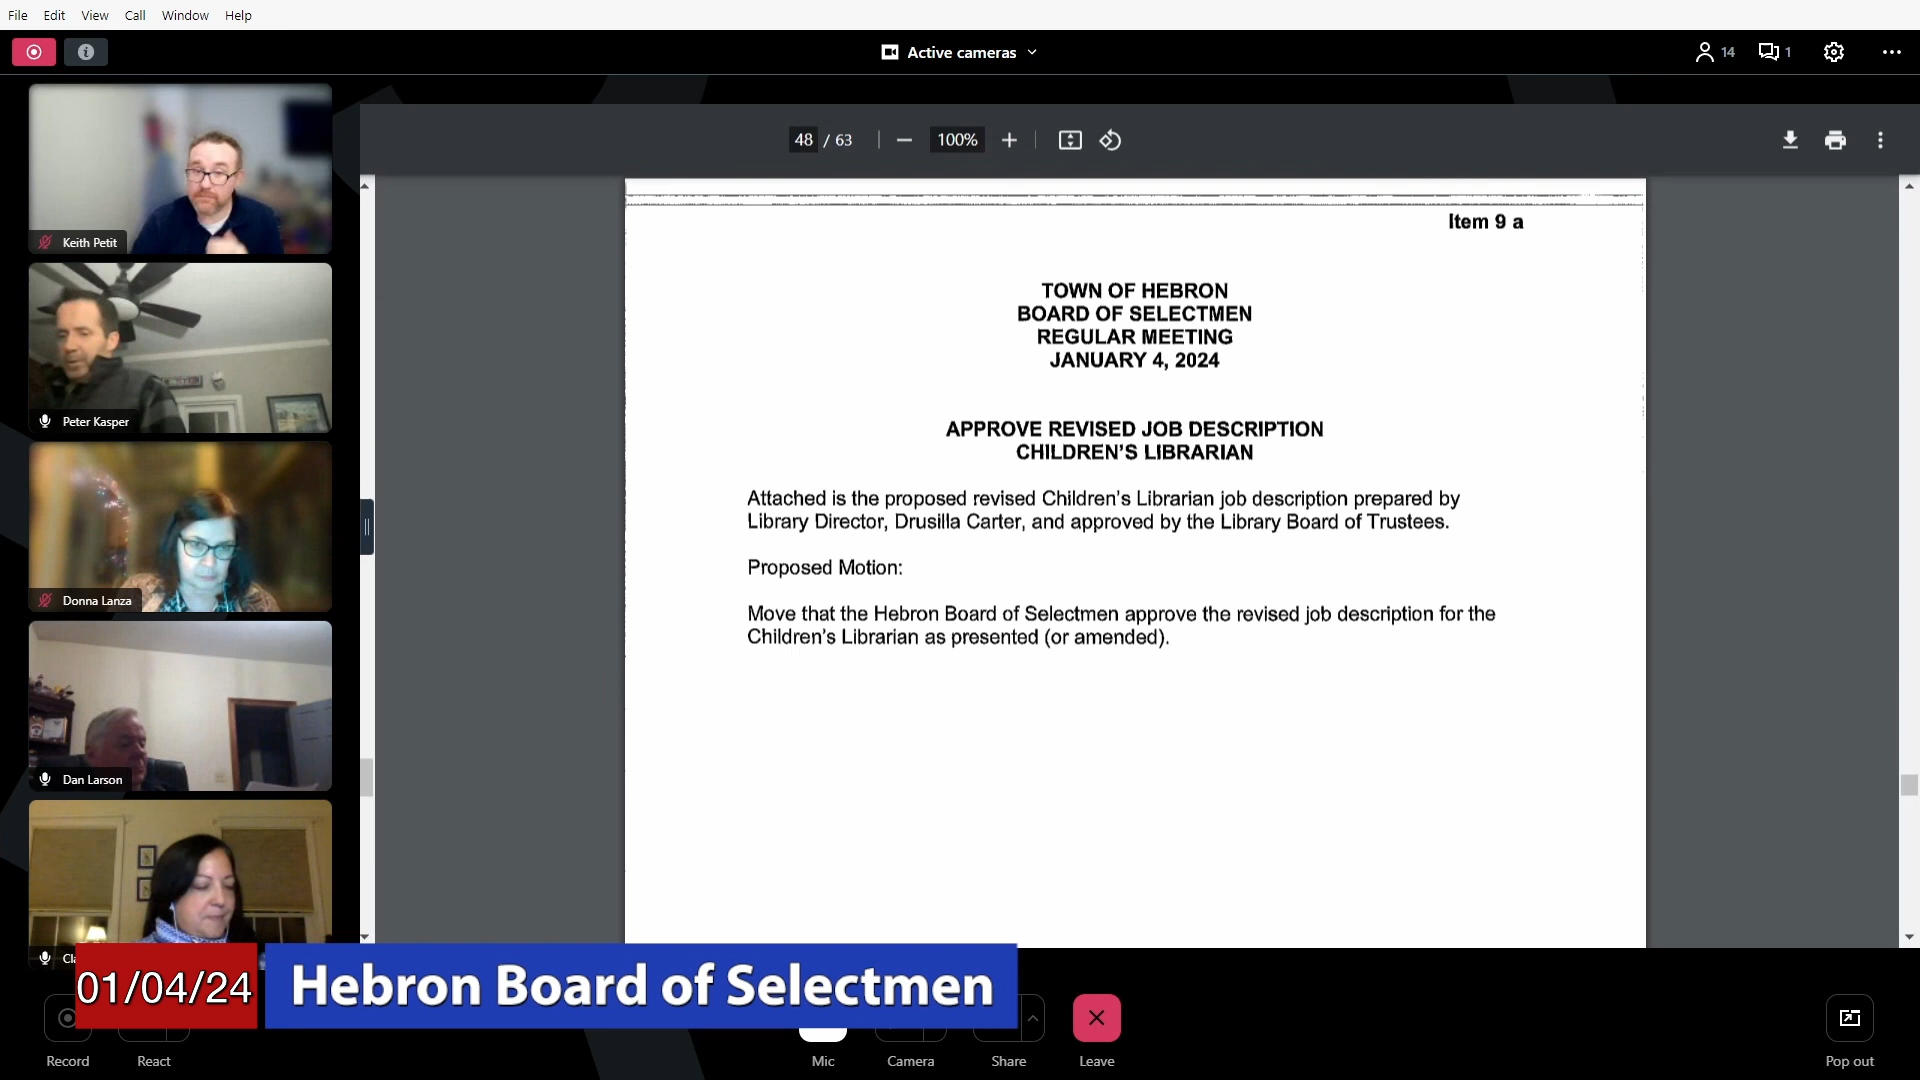 File Edit View Call Window Help
Active cameras
14
1
48 / 63
100%
Keith Petit
Peter Kasper
Donna Lanza
Dan Larson
Item 9 a
TOWN OF HEBRON
BOARD OF SELECTMEN
REGULAR MEETING
JANUARY 4, 2024
APPROVE REVISED JOB DESCRIPTION
CHILDREN'S LIBRARIAN
Attached is the proposed revised Children's Librarian job description prepared by
Library Director, Drusilla Carter, and approved by the Library Board of Trustees.
Proposed Motion:
Move that the Hebron Board of Selectmen approve the revised job description for the
Children's Librarian as presented (or amended).
01/04/24
Hebron Board of Selectmen
Record React Mic Camera Share Leave Pop out